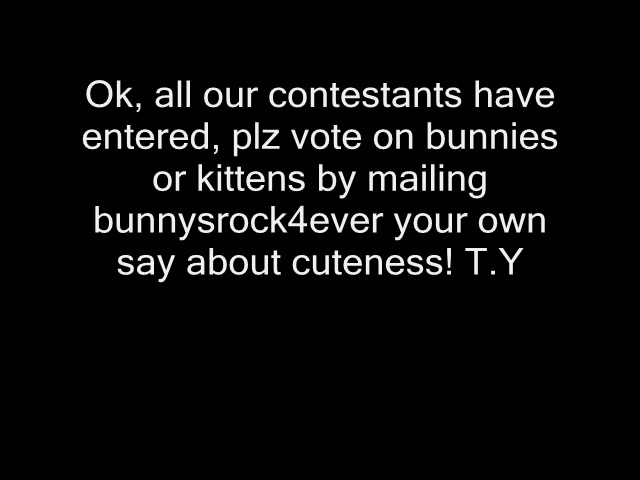 Ok, all our contestants have
entered, plz vote on bunnies
or kittens by mailing
bunnysrock4ever your own
say about cuteness! T.Y